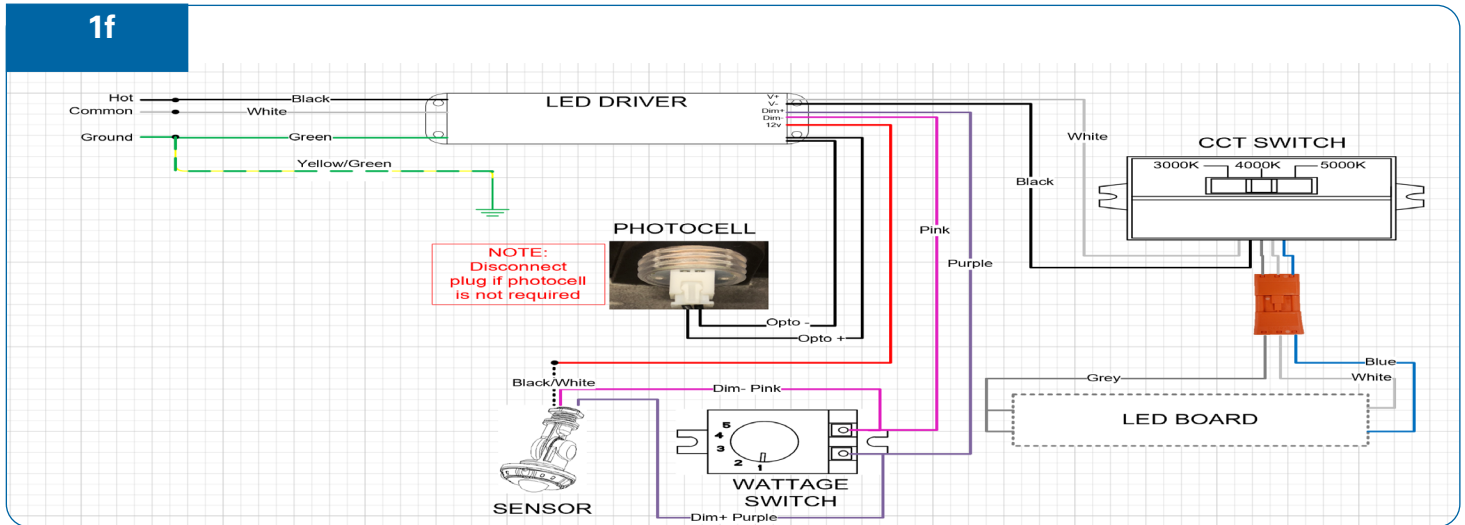 1f
Hot
Black
LED DRIVER
V+
V-
Dim+
Dim-
12v
Common
White
Ground
Green
Yellow/Green
White
CCT SWITCH
3000K
4000K
5000K
Black
PHOTOCELL
Pink
Purple
NOTE:
Disconnect
plug if photocell
is not required
Opto -
Opto +
Black/White
Dim- Pink
Blue
Grey
White
LED BOARD
5
4
3
2
1
WATTAGE
SWITCH
SENSOR
Dim+ Purple